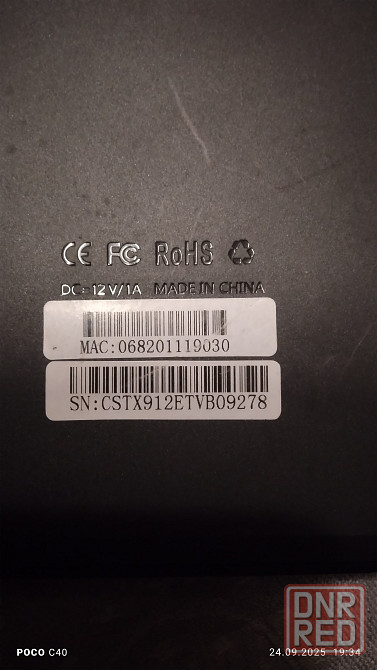 CE FC RoHS
DC: 12V/1A MADE IN CHINA
MAC:068201119030
SN:CSTX912ETVB09278
DNR
RED
POCO C40
24.09.2025 19:34